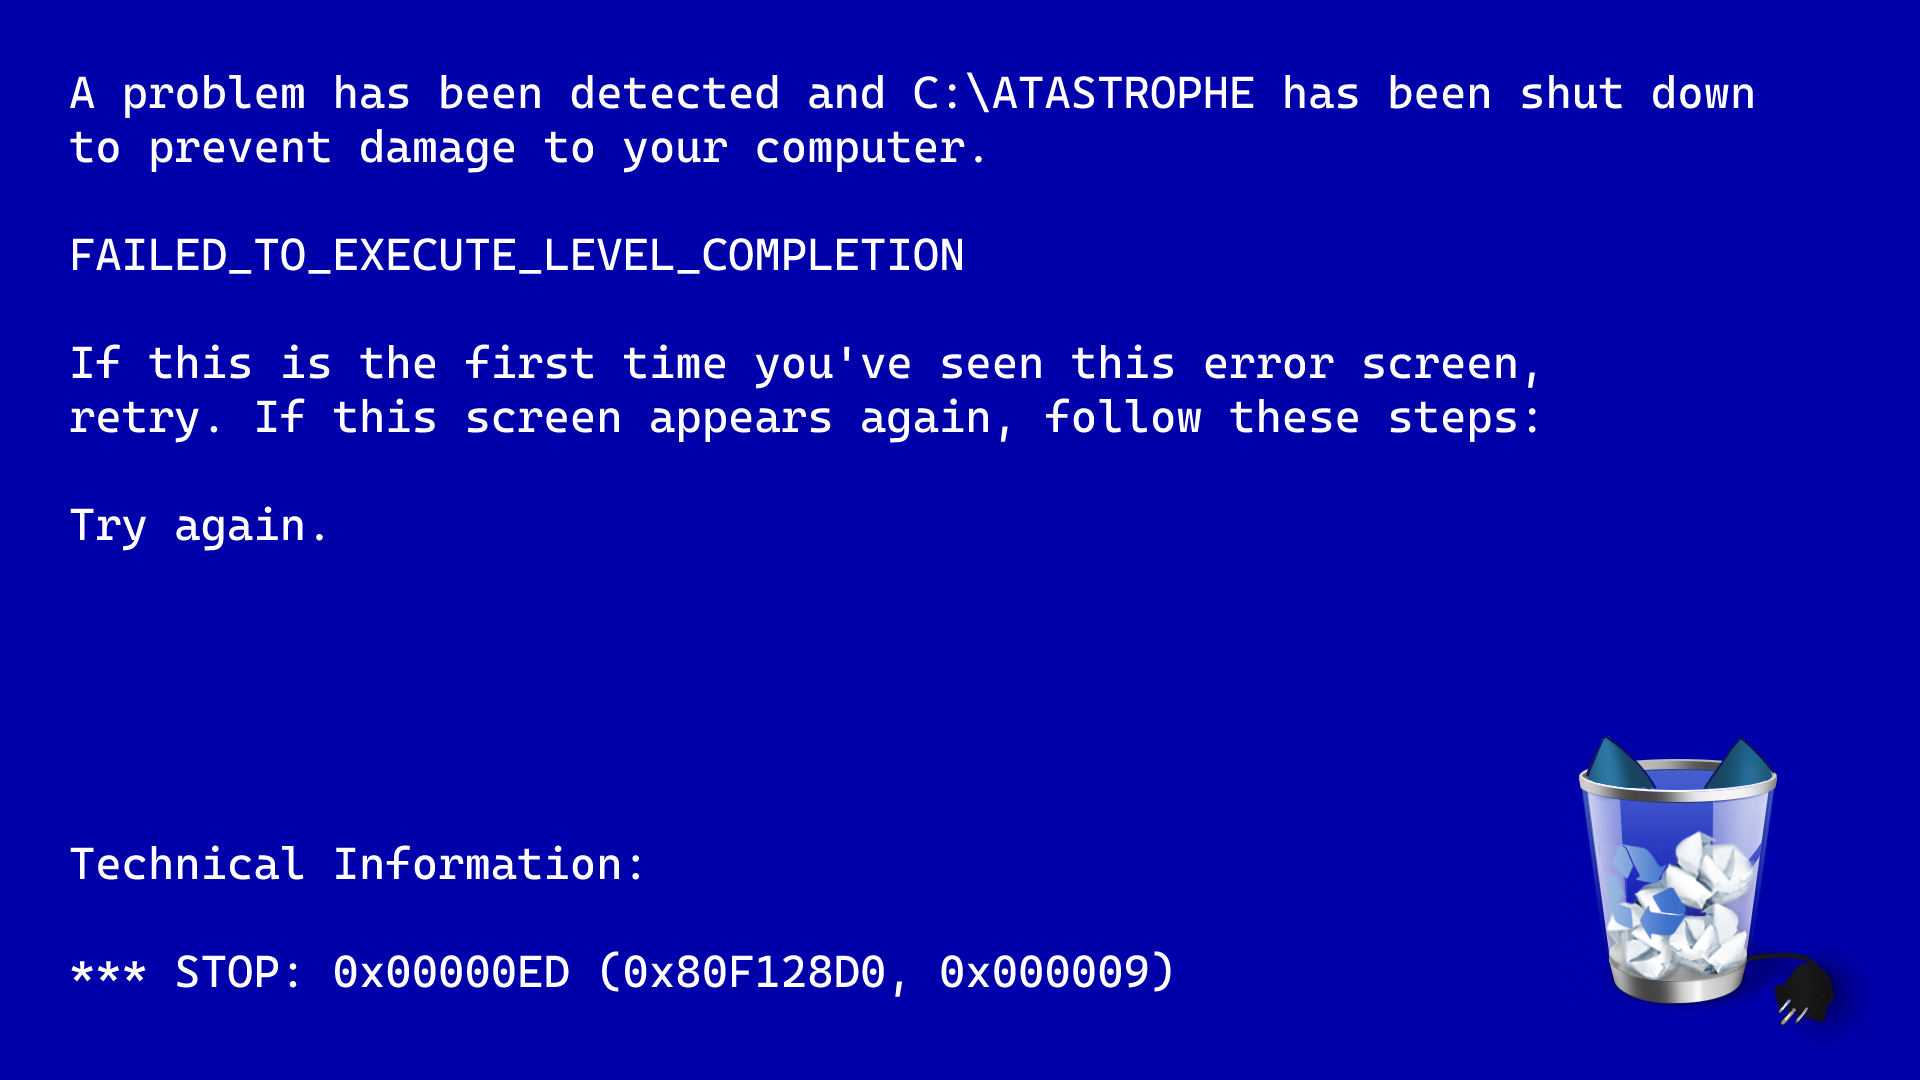 A problem has been detected and C:\ATASTROPHE has been shut down
to prevent damage to your computer.
FAILED_TO_EXECUTE_LEVEL_COMPLETION
If this is the first time you've seen this error screen,
retry. If this screen appears again, follow these steps:
Try again.
Technical Information:
*** STOP: 0x00000ED (0x80F128D0, 0x000009)